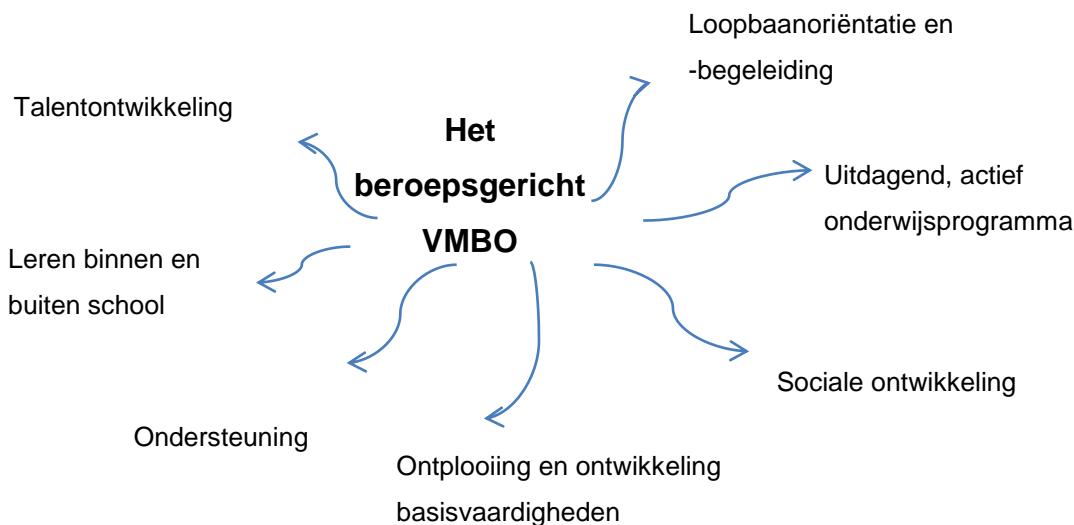 Loopbaanoriëntatie en
-begeleiding
Talentontwikkeling
Het
beroepsgericht
VMBO
Uitdagend, actief
onderwijsprogramma
Leren binnen en
buiten school
Sociale ontwikkeling
Ondersteuning
Ontplooiing en ontwikkeling
basisvaardigheden